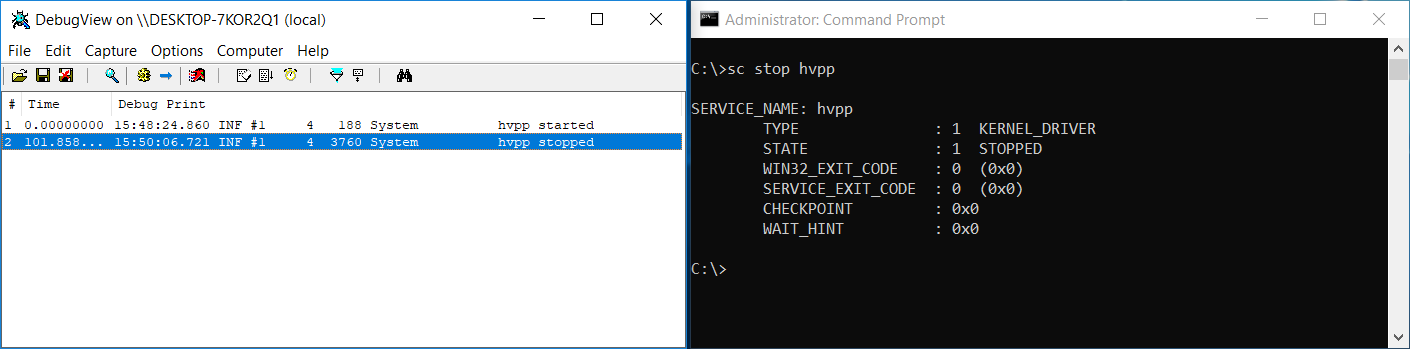 DebugView on \\DESKTOP-7KOR2Q1 (local)
File Edit Capture Options Computer Help
# Time Debug Print
1 0.00000000 15:48:24.860 INF #1 4 188 System hvpp started
2 101.858... 15:50:06.721 INF #1 4 3760 System hvpp stopped
Administrator: Command Prompt
C:\>sc stop hvpp
SERVICE_NAME: hvpp
TYPE : 1 KERNEL_DRIVER
STATE : 1 STOPPED
WIN32_EXIT_CODE : 0 (0x0)
SERVICE_EXIT_CODE : 0 (0x0)
CHECKPOINT : 0x0
WAIT_HINT : 0x0
C:\>